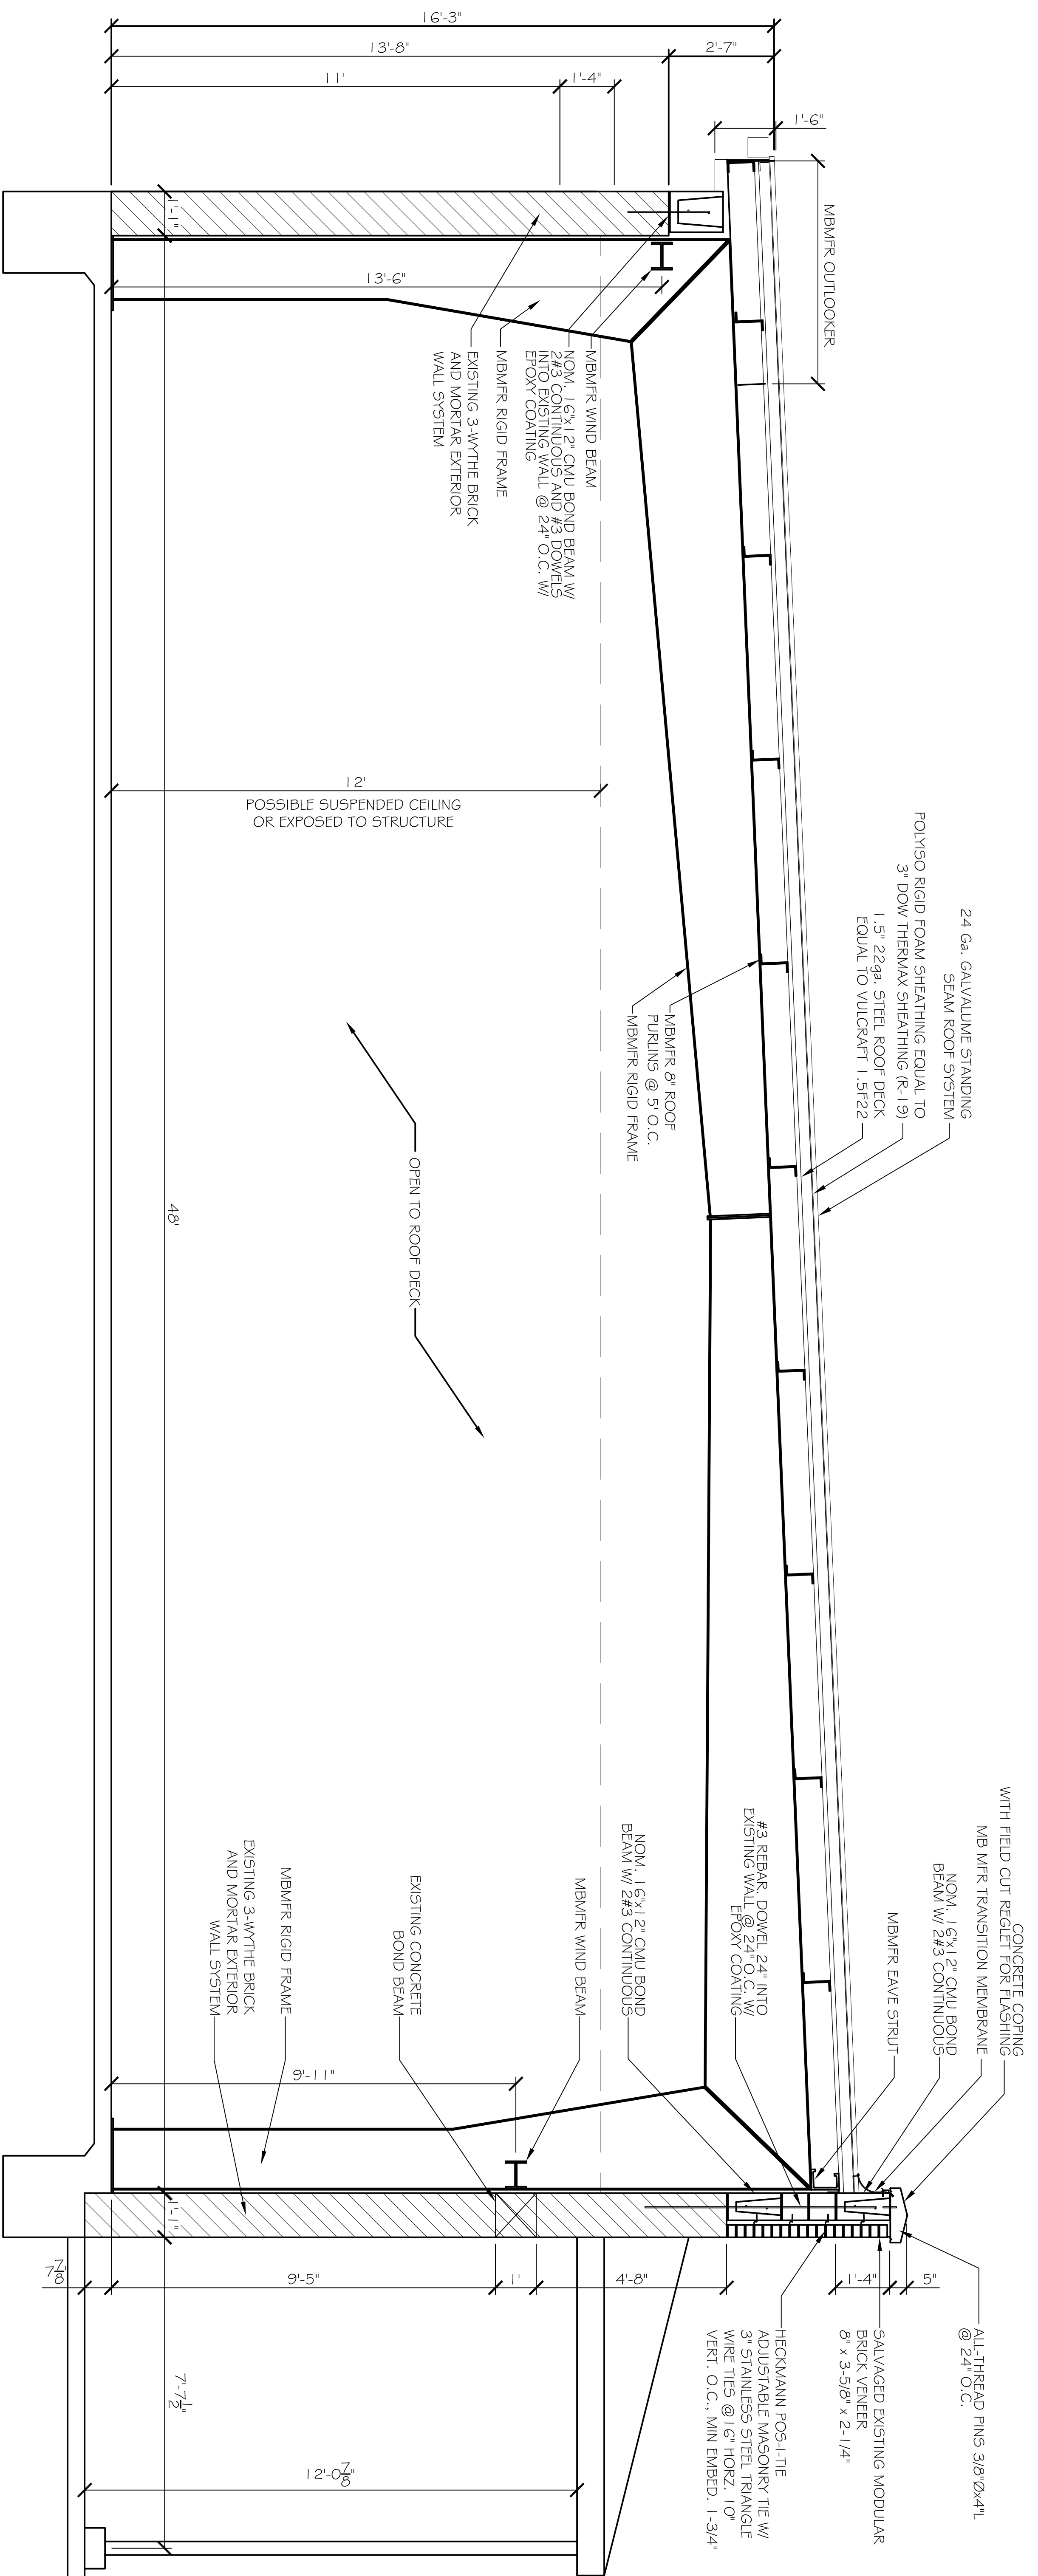 16'-3"
13'-8"
2'-7"
11'
1'-4"
1'-6"
MBMFR OUTLOOKER
1'-1"
13'-6"
MBMFR WIND BEAM
NOM. 16"x12" CMU BOND BEAM W/
2#3 CONTINUOUS AND #3 DOWELS
INTO EXISTING WALL @ 24" O.C. W/
EPOXY COATING
MBMFR RIGID FRAME
EXISTING 3-WYTHE BRICK
AND MORTAR EXTERIOR
WALL SYSTEM
12'
POSSIBLE SUSPENDED CEILING
OR EXPOSED TO STRUCTURE
24 Ga. GALVALUME STANDING
SEAM ROOF SYSTEM
POLYISO RIGID FOAM SHEATHING EQUAL TO
3" DOW THERMAX SHEATHING (R-19)
1.5" 22ga. STEEL ROOF DECK
EQUAL TO VULCRAFT 1.5F22
MBMFR 8" ROOF
PURLINS @ 5' O.C.
MBMFR RIGID FRAME
OPEN TO ROOF DECK
48'
CONCRETE COPING
WITH FIELD CUT REGLET FOR FLASHING
MB MFR TRANSITION MEMBRANE
NOM. 16"x12" CMU BOND
BEAM W/ 2#3 CONTINUOUS
MBMFR EAVE STRUT
#3 REBAR. DOWEL 24" INTO
EXISTING WALL @ 24" O.C. W/
EPOXY COATING
NOM. 16"x12" CMU BOND
BEAM W/ 2#3 CONTINUOUS
MBMFR WIND BEAM
EXISTING CONCRETE
BOND BEAM
MBMFR RIGID FRAME
EXISTING 3-WYTHE BRICK
AND MORTAR EXTERIOR
WALL SYSTEM
9'-11"
1'-1"
7 7/8"
9'-5"
1'
4'-8"
1'-4"
5"
ALL-THREAD PINS 3/8"Øx4"L
@ 24" O.C.
SALVAGED EXISTING MODULAR
BRICK VENEER
8" x 3-5/8" x 2-1/4"
HECKMANN POS-I-TIE
ADJUSTABLE MASONRY TIE W/
3" STAINLESS STEEL TRIANGLE
WIRE TIES @ 16" HORZ. 10"
VERT. O.C., MIN EMBED. 1-3/4"
7'-7 1/2"
12'-0 7/8"